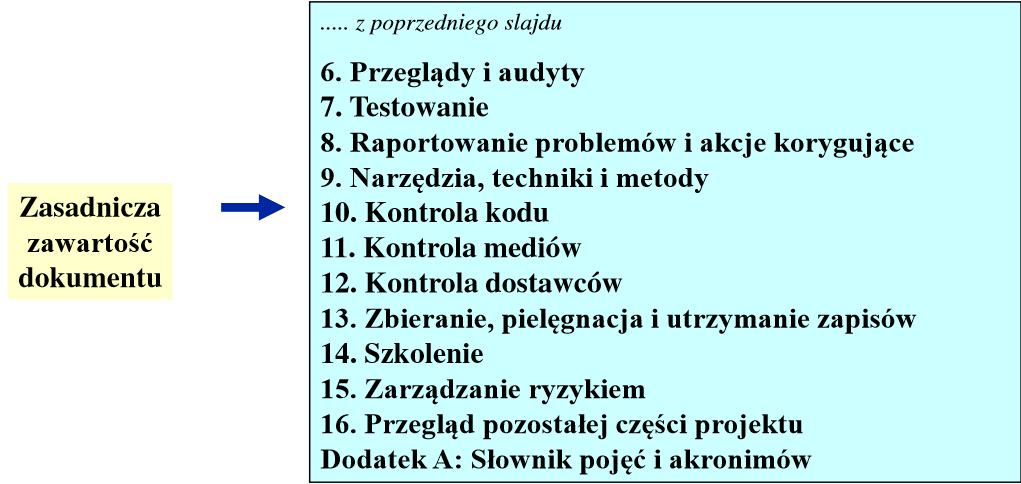 Zasadnicza
zawartość
dokumentu
..... z poprzedniego slajdu
6. Przeglądy i audyty
7. Testowanie
8. Raportowanie problemów i akcje korygujące
9. Narzędzia, techniki i metody
10. Kontrola kodu
11. Kontrola mediów
12. Kontrola dostawców
13. Zbieranie, pielęgnacja i utrzymanie zapisów
14. Szkolenie
15. Zarządzanie ryzykiem
16. Przegląd pozostałej części projektu
Dodatek A: Słownik pojęć i akronimów